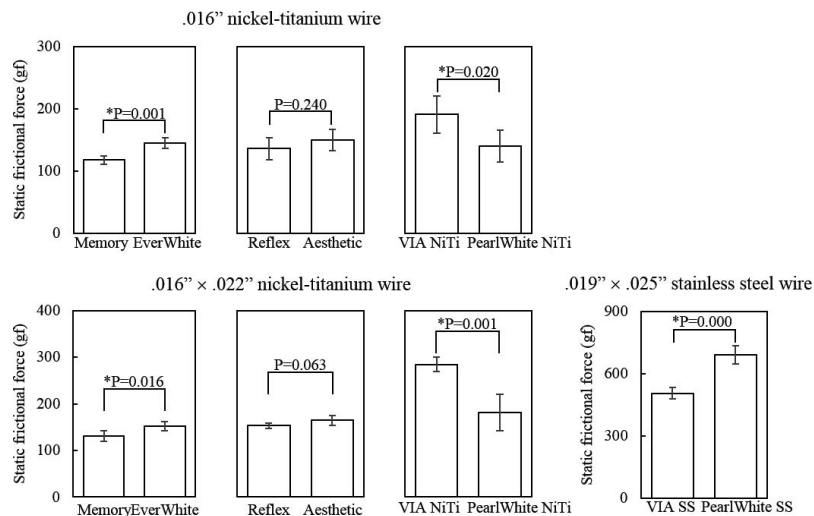 .016” nickel-titanium wire
Static frictional force (gf)
300
200
100
0
*P=0.001
P=0.240
*P=0.020
Memory EverWhite
Reflex Aesthetic
VIA NiTi PearlWhite NiTi
.016” × .022” nickel-titanium wire
Static frictional force (gf)
400
300
200
100
0
*P=0.016
P=0.063
*P=0.001
MemoryEverWhite
Reflex Aesthetic
VIA NiTi PearlWhite NiTi
.019” × .025” stainless steel wire
Static frictional force (gf)
900
600
300
0
*P=0.000
VIA SS PearlWhite SS